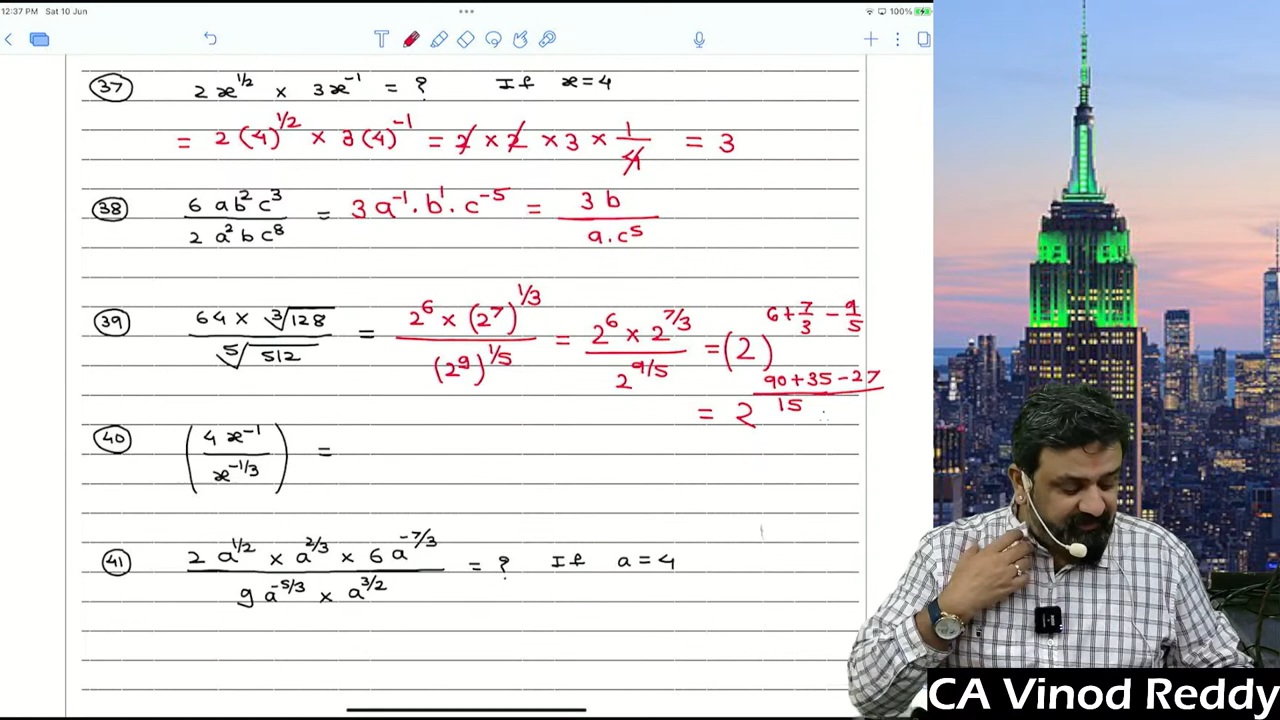 12:37 PM Sat 10 Jun
100%
37 2x^{1/2} × 3x^{-1} = ? If x=4
= 2(4)^{1/2} × 3(4)^{-1} = 2 × 2 × 3 × 1/4 = 3
38 (6 ab^2 c^3)/(2 a^2 b c^8) = 3a^{-1}.b^1.c^{-5} = (3b)/(a.c^5)
39 (64 × ∛128)/(⁵√512) = (2^6 × (2^7)^{1/3})/((2^9)^{1/5}) = (2^6 × 2^{7/3})/(2^{9/5}) = (2)^{6+7/3-9/5}
= 2^{(90+35-27)/15}
40 ((4x^{-1})/(x^{-1/3})) =
41 (2a^{1/2} × a^{2/3} × 6a^{-7/3})/(9a^{-5/3} × a^{3/2}) = ? If a=4
CA Vinod Reddy